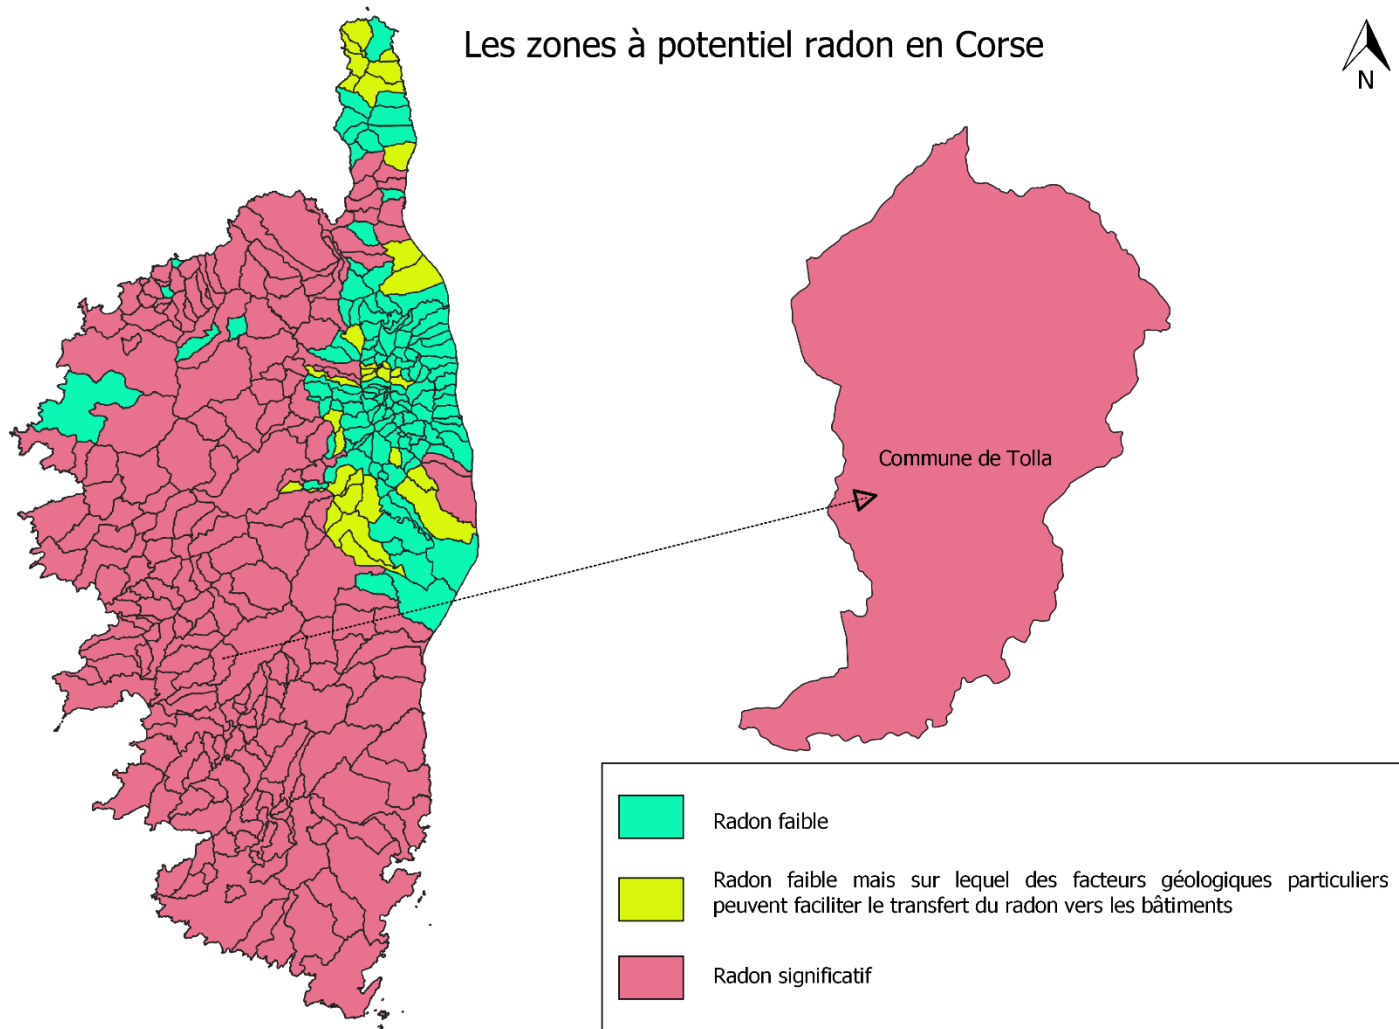 Les zones à potentiel radon en Corse
N
Commune de Tolla
Radon faible
Radon faible mais sur lequel des facteurs géologiques particuliers
peuvent faciliter le transfert du radon vers les bâtiments
Radon significatif